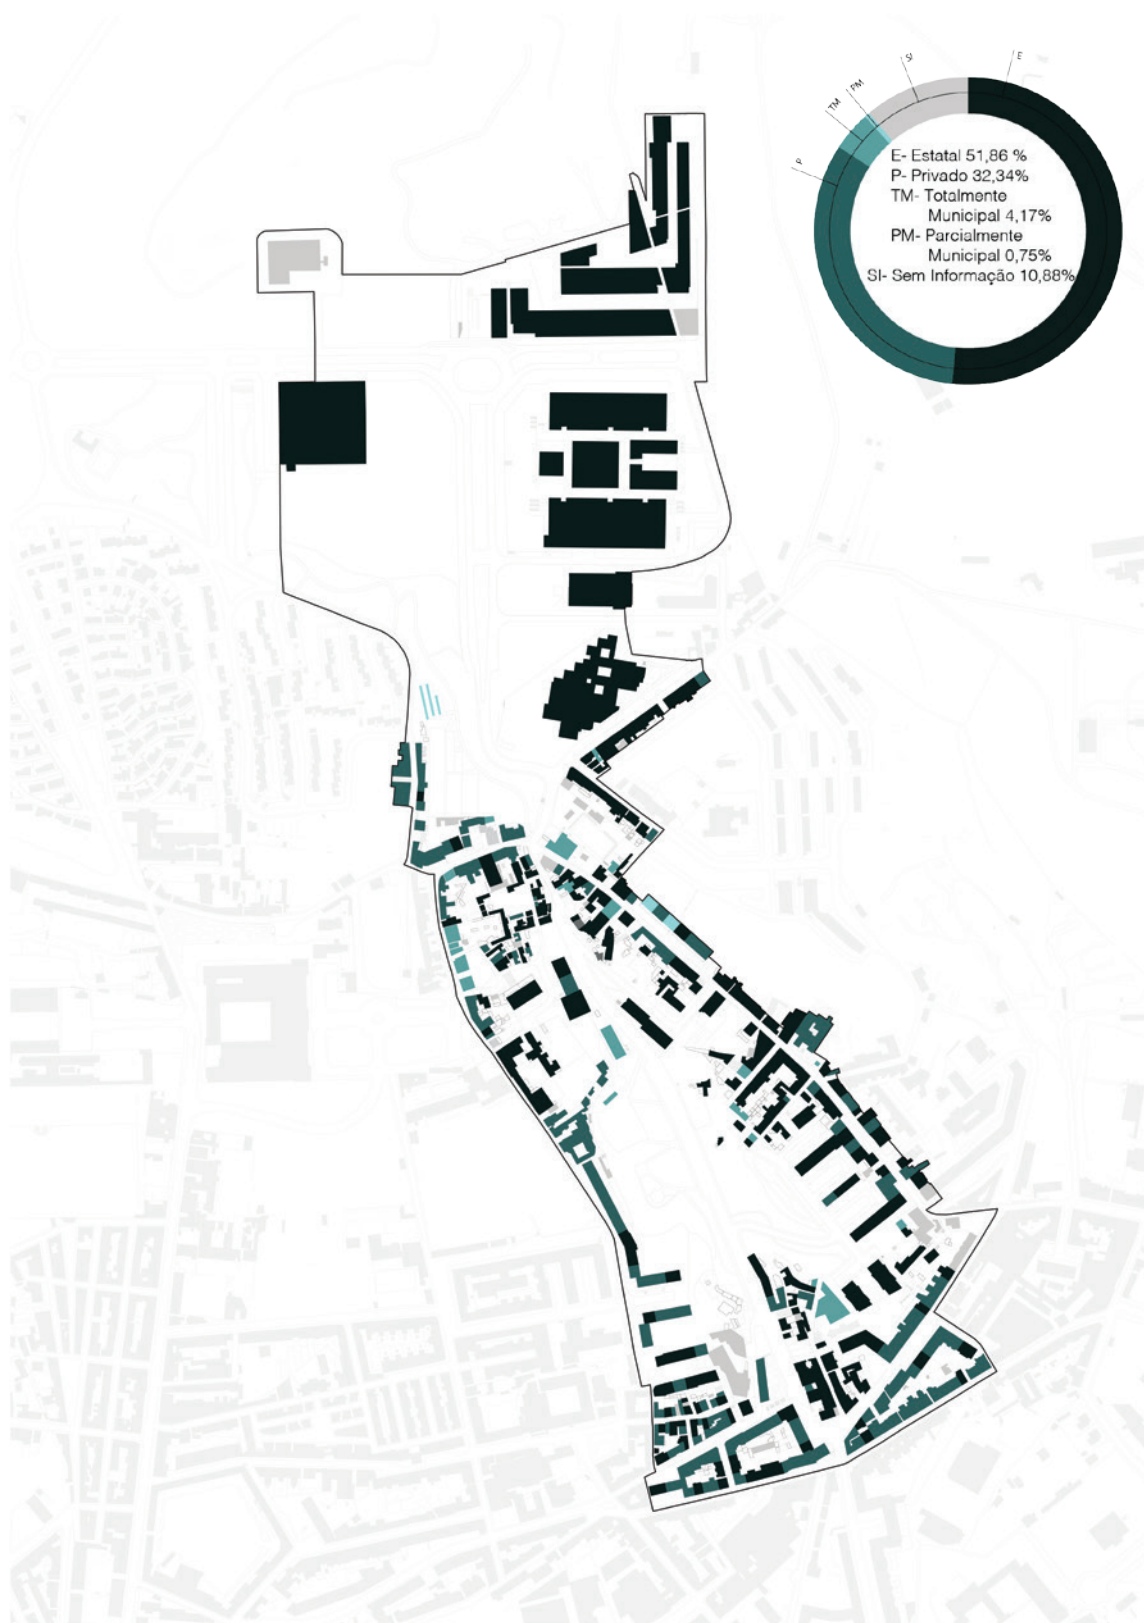 E
SI
PM
TM
P
E- Estatal 51,86 %
P- Privado 32,34%
TM- Totalmente
Municipal 4,17%
PM- Parcialmente
Municipal 0,75%
SI- Sem Informação 10,88%